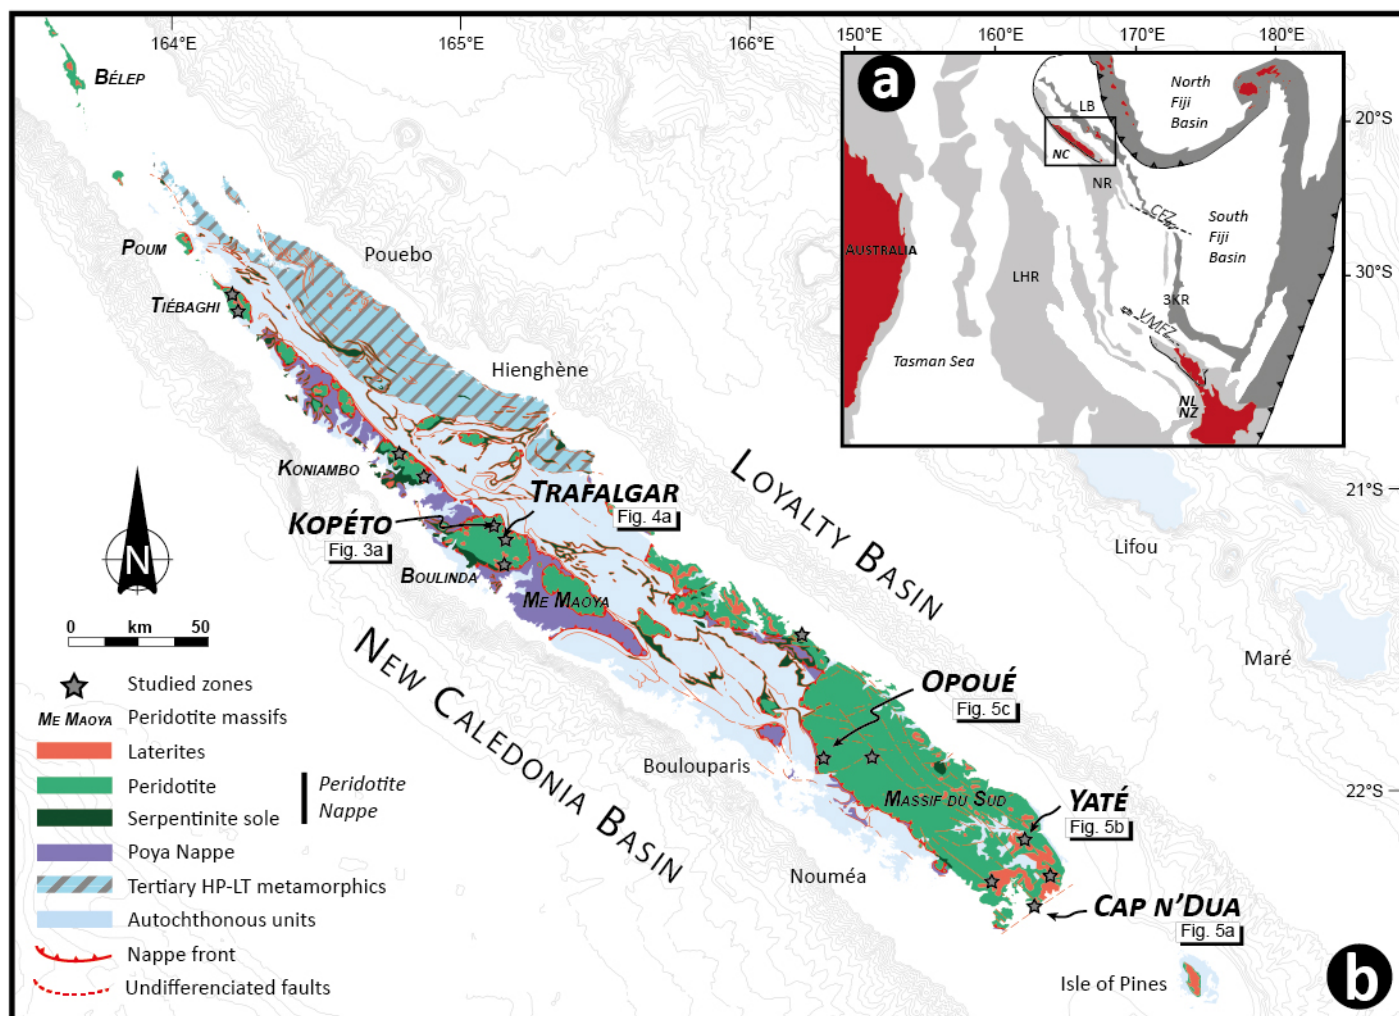 164°E
165°E
166°E
150°E
160°E
170°E
180°E
a
North
Fiji
Basin
20°S
LB
NC
NR
CFZ
South
Fiji
Basin
AUSTRALIA
LHR
30°S
3KR
VMFZ
Tasman Sea
NL
NZ
BÉLEP
POUM
Pouebo
TIÉBAGHI
Hienghène
KONIAMBO
TRAFALGAR
Fig. 4a
KOPÉTO
Fig. 3a
BOULINDA
ME MAOYA
LOYALTY BASIN
21°S
Lifou
N
0 km 50
NEW CALEDONIA BASIN
Maré
OPOUÉ
Fig. 5c
Boulouparis
MASSIF DU SUD
22°S
YATÉ
Fig. 5b
Nouméa
CAP N'DUA
Fig. 5a
Isle of Pines
b
Studied zones
ME MAOYA Peridotite massifs
Laterites
Peridotite
Serpentinite sole
Peridotite
Nappe
Poya Nappe
Tertiary HP-LT metamorphics
Autochthonous units
Nappe front
Undifferenciated faults